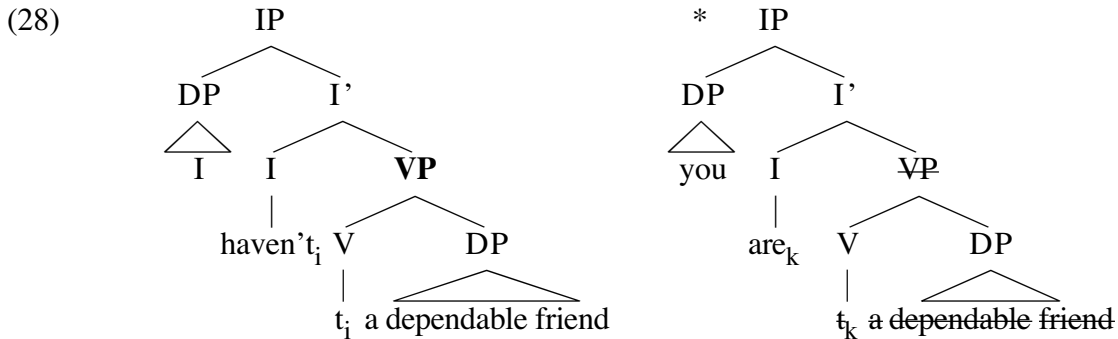 (28) IP * IP
DP I’ DP I’
I I VP you I VP
haven’t_i V DP are_k V DP
t_i a dependable friend t_k a dependable friend